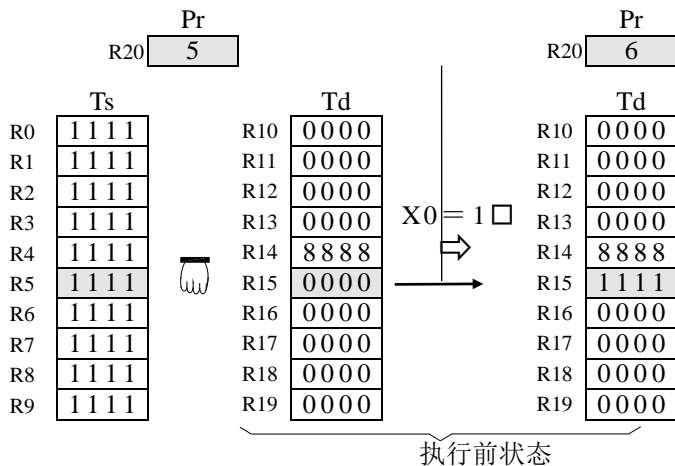 Pr Pr
R20 5 R20 6
Ts Td Td
R0 1111 R10 0000 R10 0000
R1 1111 R11 0000 R11 0000
R2 1111 R12 0000 R12 0000
R3 1111 R13 0000 R13 0000
X0＝1□
R4 1111 R14 8888 R14 8888
R5 1111 R15 0000 R15 1111
R6 1111 R16 0000 R16 0000
R7 1111 R17 0000 R17 0000
R8 1111 R18 0000 R18 0000
R9 1111 R19 0000 R19 0000
执行前状态